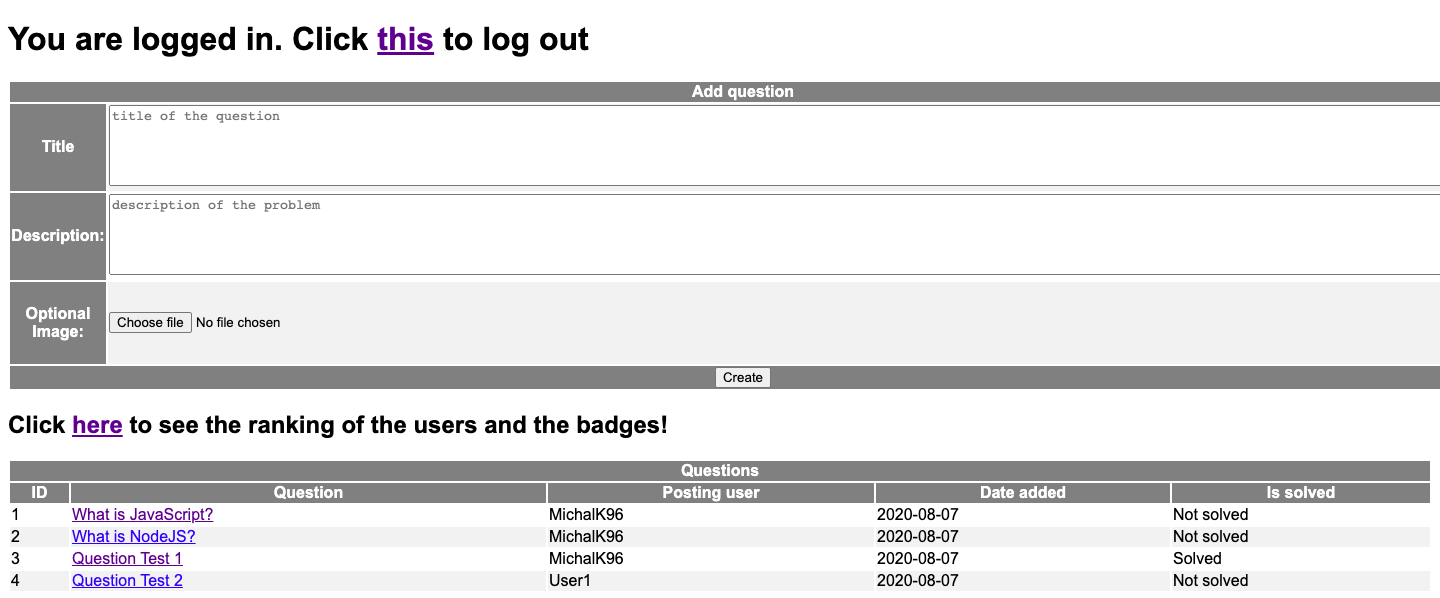 You are logged in. Click this to log out
Add question
Title
title of the question
Description:
description of the problem
Optional
Image:
Choose file No file chosen
Create
Click here to see the ranking of the users and the badges!
Questions
ID Question Posting user Date added Is solved
1 What is JavaScript? MichalK96 2020-08-07 Not solved
2 What is NodeJS? MichalK96 2020-08-07 Not solved
3 Question Test 1 MichalK96 2020-08-07 Solved
4 Question Test 2 User1 2020-08-07 Not solved